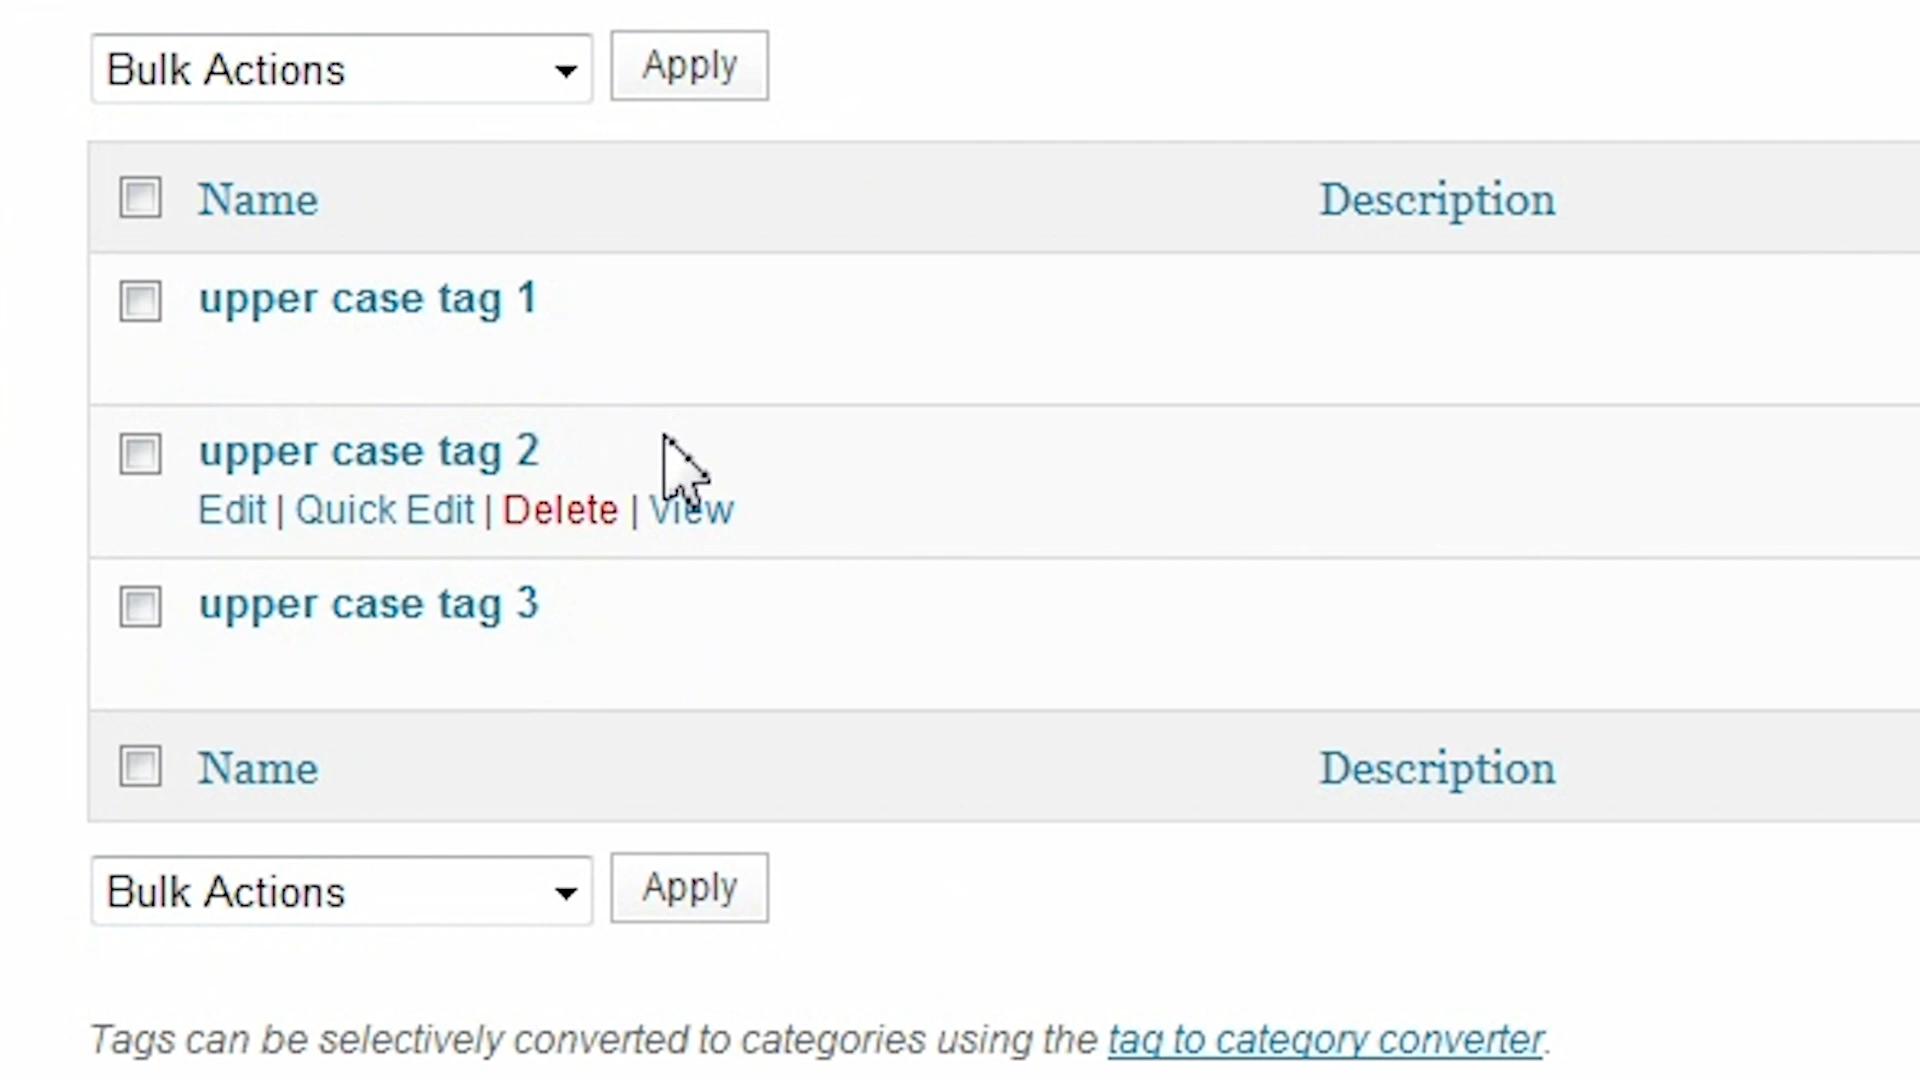 Bulk Actions Apply
Name Description
upper case tag 1
upper case tag 2
Edit | Quick Edit | Delete | View
upper case tag 3
Name Description
Bulk Actions Apply
Tags can be selectively converted to categories using the tag to category converter.